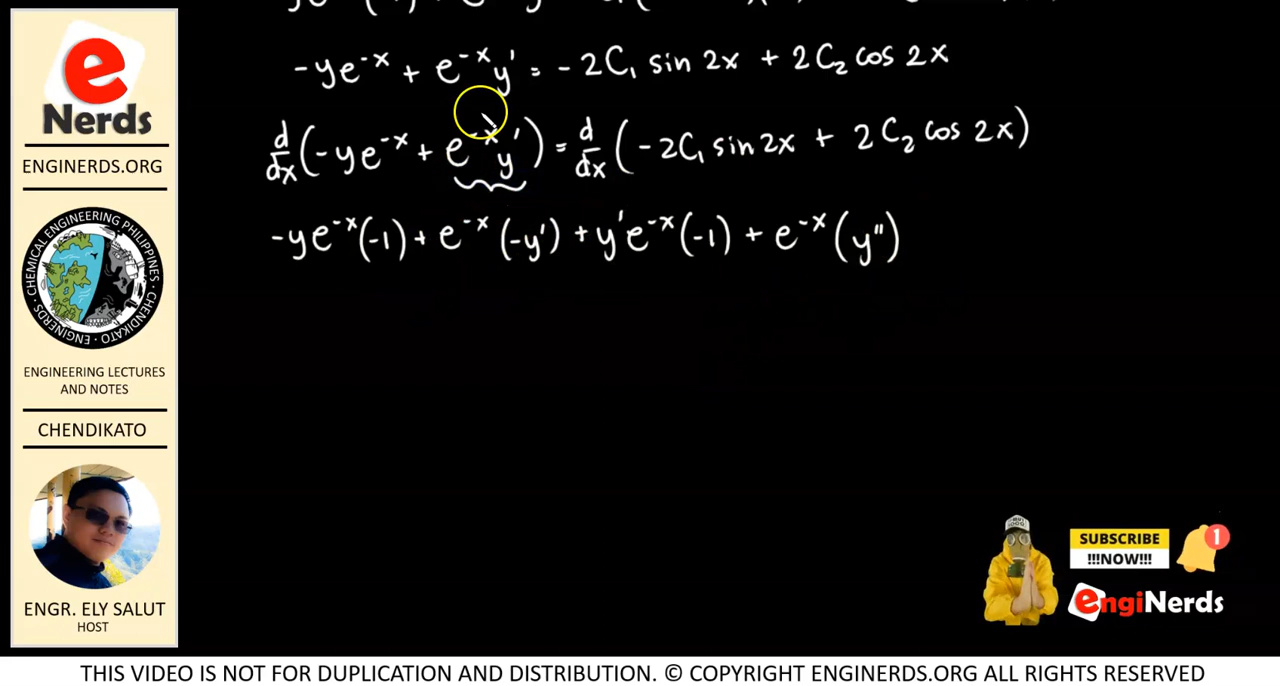 e
Nerds
ENGINERDS.ORG
CHEMICAL ENGINEERING PHILIPPINES
CHENDIKATO • ENGINERDS.ORG
ENGINEERING LECTURES
AND NOTES
CHENDIKATO
ENGR. ELY SALUT
HOST
-ye^{-x} + e^{-x}y' = -2C₁ sin 2x + 2C₂ cos 2x
d/dx(-ye^{-x} + e^{-x}y') = d/dx(-2C₁ sin 2x + 2C₂ cos 2x)
-ye^{-x}(-1) + e^{-x}(-y') + y'e^{-x}(-1) + e^{-x}(y'')
SUBSCRIBE
!!!NOW!!!
1
engiNerds
THIS VIDEO IS NOT FOR DUPLICATION AND DISTRIBUTION. © COPYRIGHT ENGINERDS.ORG ALL RIGHTS RESERVED